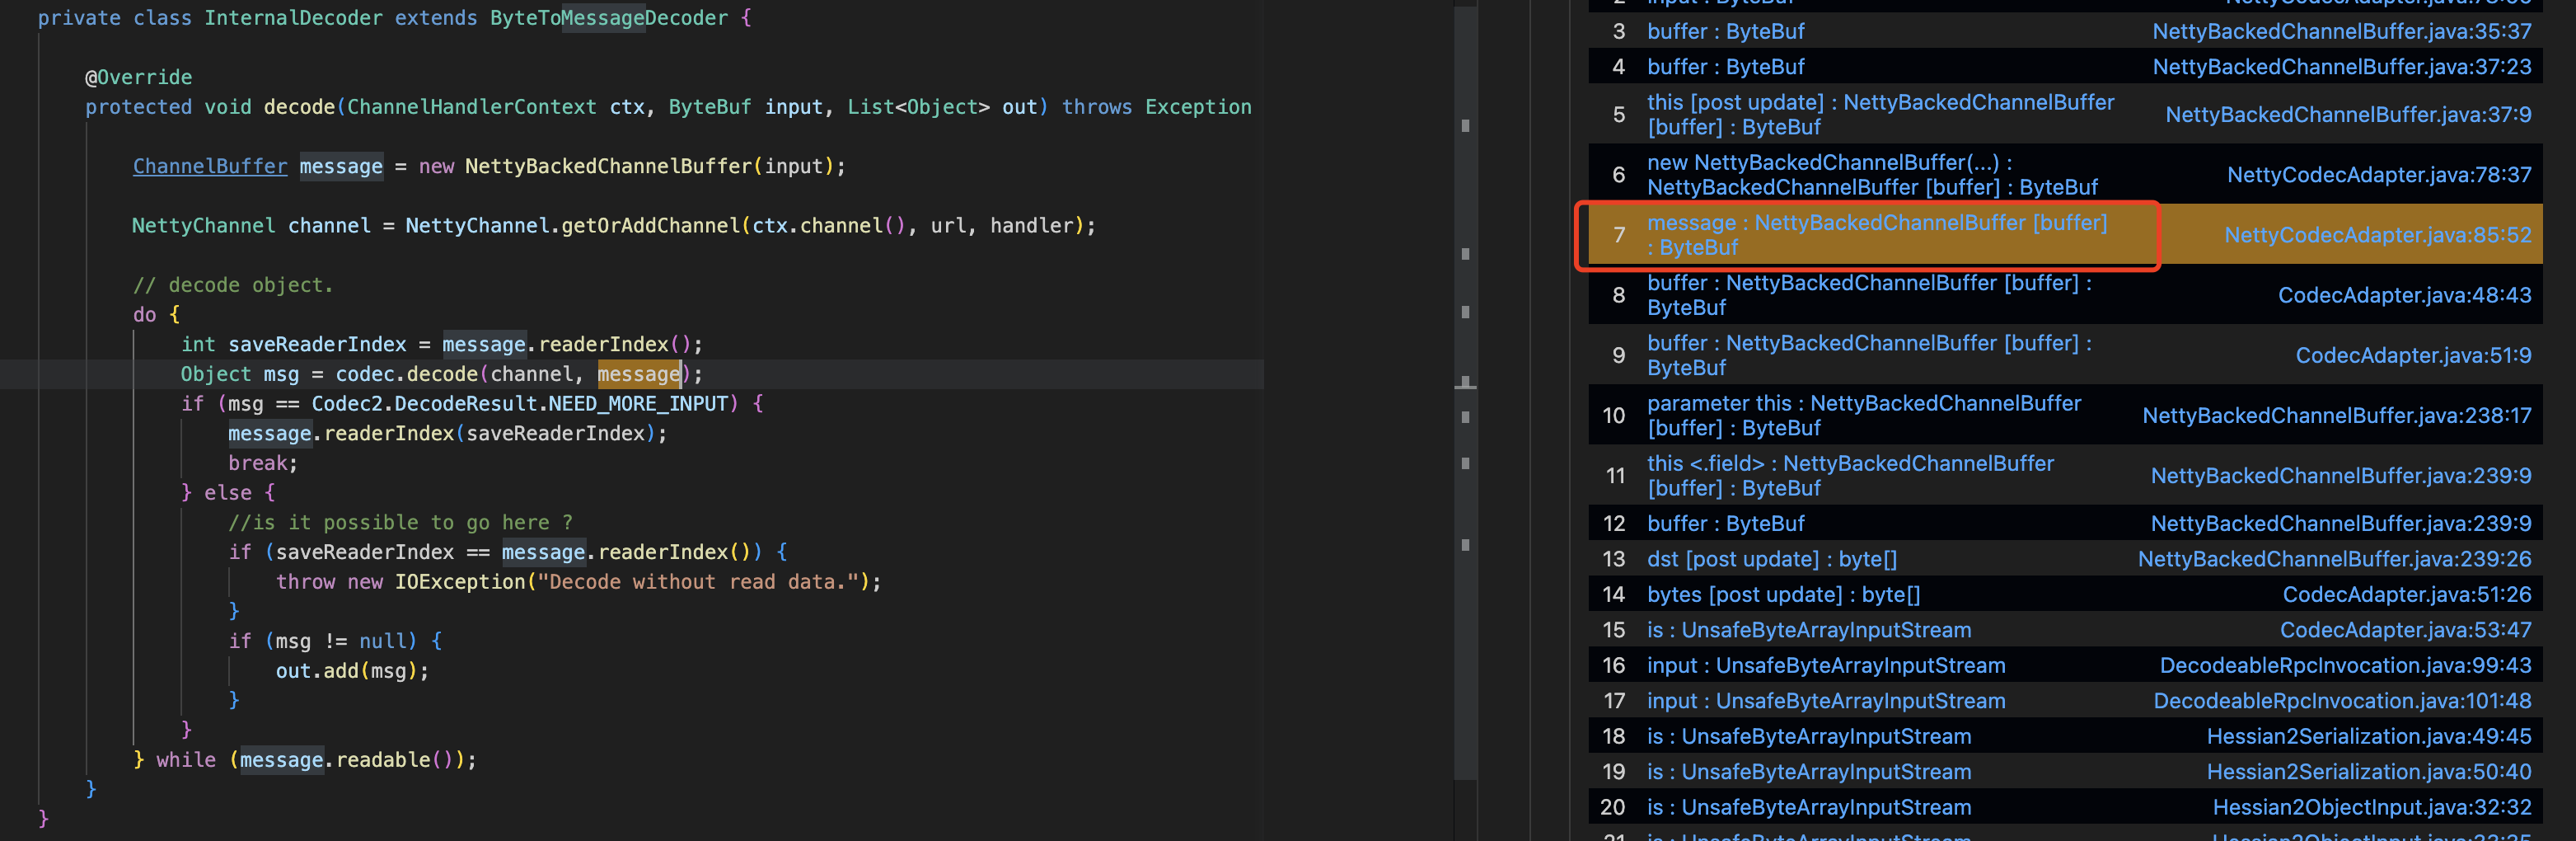 private class InternalDecoder extends ByteToMessageDecoder {
@Override
protected void decode(ChannelHandlerContext ctx, ByteBuf input, List<Object> out) throws Exception
ChannelBuffer message = new NettyBackedChannelBuffer(input);
NettyChannel channel = NettyChannel.getOrAddChannel(ctx.channel(), url, handler);
// decode object.
do {
int saveReaderIndex = message.readerIndex();
Object msg = codec.decode(channel, message);
if (msg == Codec2.DecodeResult.NEED_MORE_INPUT) {
message.readerIndex(saveReaderIndex);
break;
} else {
//is it possible to go here ?
if (saveReaderIndex == message.readerIndex()) {
throw new IOException("Decode without read data.");
}
if (msg != null) {
out.add(msg);
}
}
} while (message.readable());
}
}
3 buffer : ByteBuf NettyBackedChannelBuffer.java:35:37
4 buffer : ByteBuf NettyBackedChannelBuffer.java:37:23
5 this [post update] : NettyBackedChannelBuffer
[buffer] : ByteBuf NettyBackedChannelBuffer.java:37:9
6 new NettyBackedChannelBuffer(...) :
NettyBackedChannelBuffer [buffer] : ByteBuf NettyCodecAdapter.java:78:37
7 message : NettyBackedChannelBuffer [buffer]
: ByteBuf NettyCodecAdapter.java:85:52
8 buffer : NettyBackedChannelBuffer [buffer] :
ByteBuf CodecAdapter.java:48:43
9 buffer : NettyBackedChannelBuffer [buffer] :
ByteBuf CodecAdapter.java:51:9
10 parameter this : NettyBackedChannelBuffer
[buffer] : ByteBuf NettyBackedChannelBuffer.java:238:17
11 this <.field> : NettyBackedChannelBuffer
[buffer] : ByteBuf NettyBackedChannelBuffer.java:239:9
12 buffer : ByteBuf NettyBackedChannelBuffer.java:239:9
13 dst [post update] : byte[] NettyBackedChannelBuffer.java:239:26
14 bytes [post update] : byte[] CodecAdapter.java:51:26
15 is : UnsafeByteArrayInputStream CodecAdapter.java:53:47
16 input : UnsafeByteArrayInputStream DecodeableRpcInvocation.java:99:43
17 input : UnsafeByteArrayInputStream DecodeableRpcInvocation.java:101:48
18 is : UnsafeByteArrayInputStream Hessian2Serialization.java:49:45
19 is : UnsafeByteArrayInputStream Hessian2Serialization.java:50:40
20 is : UnsafeByteArrayInputStream Hessian2ObjectInput.java:32:32